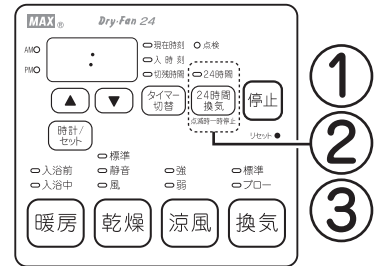 MAX® Dry・Fan 24
AM
PM
:
現在時刻
点検
入時刻
切残時間
24時間
タイマー
切替
24時間
換気
点滅時一時停止
停止
時計/
セット
リセット
標準
入浴前
静音
強
標準
入浴中
風
弱
ブロー
暖房
乾燥
涼風
換気
①
②
③